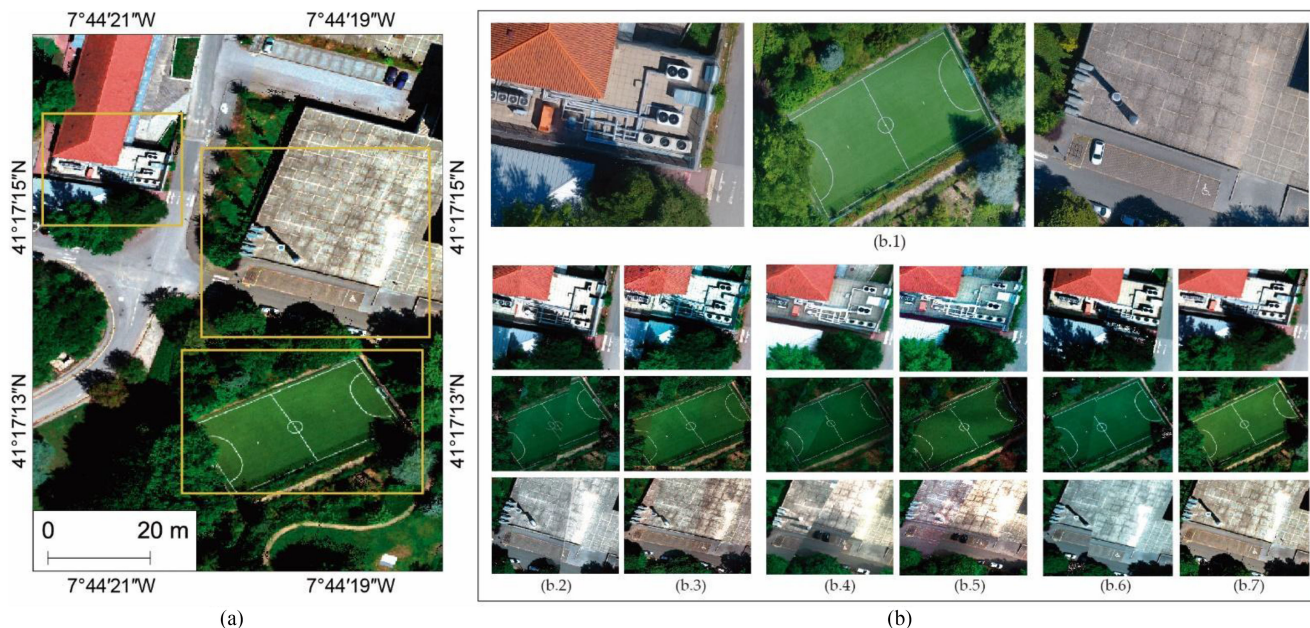 (a)
7°44′21″W
7°44′19″W
41°17′15″N
41°17′15″N
41°17′13″N
41°17′13″N
0
20 m
7°44′21″W
7°44′19″W
(b.1)
(b.2)
(b.3)
(b.4)
(b.5)
(b.6)
(b.7)
(a)
(b)